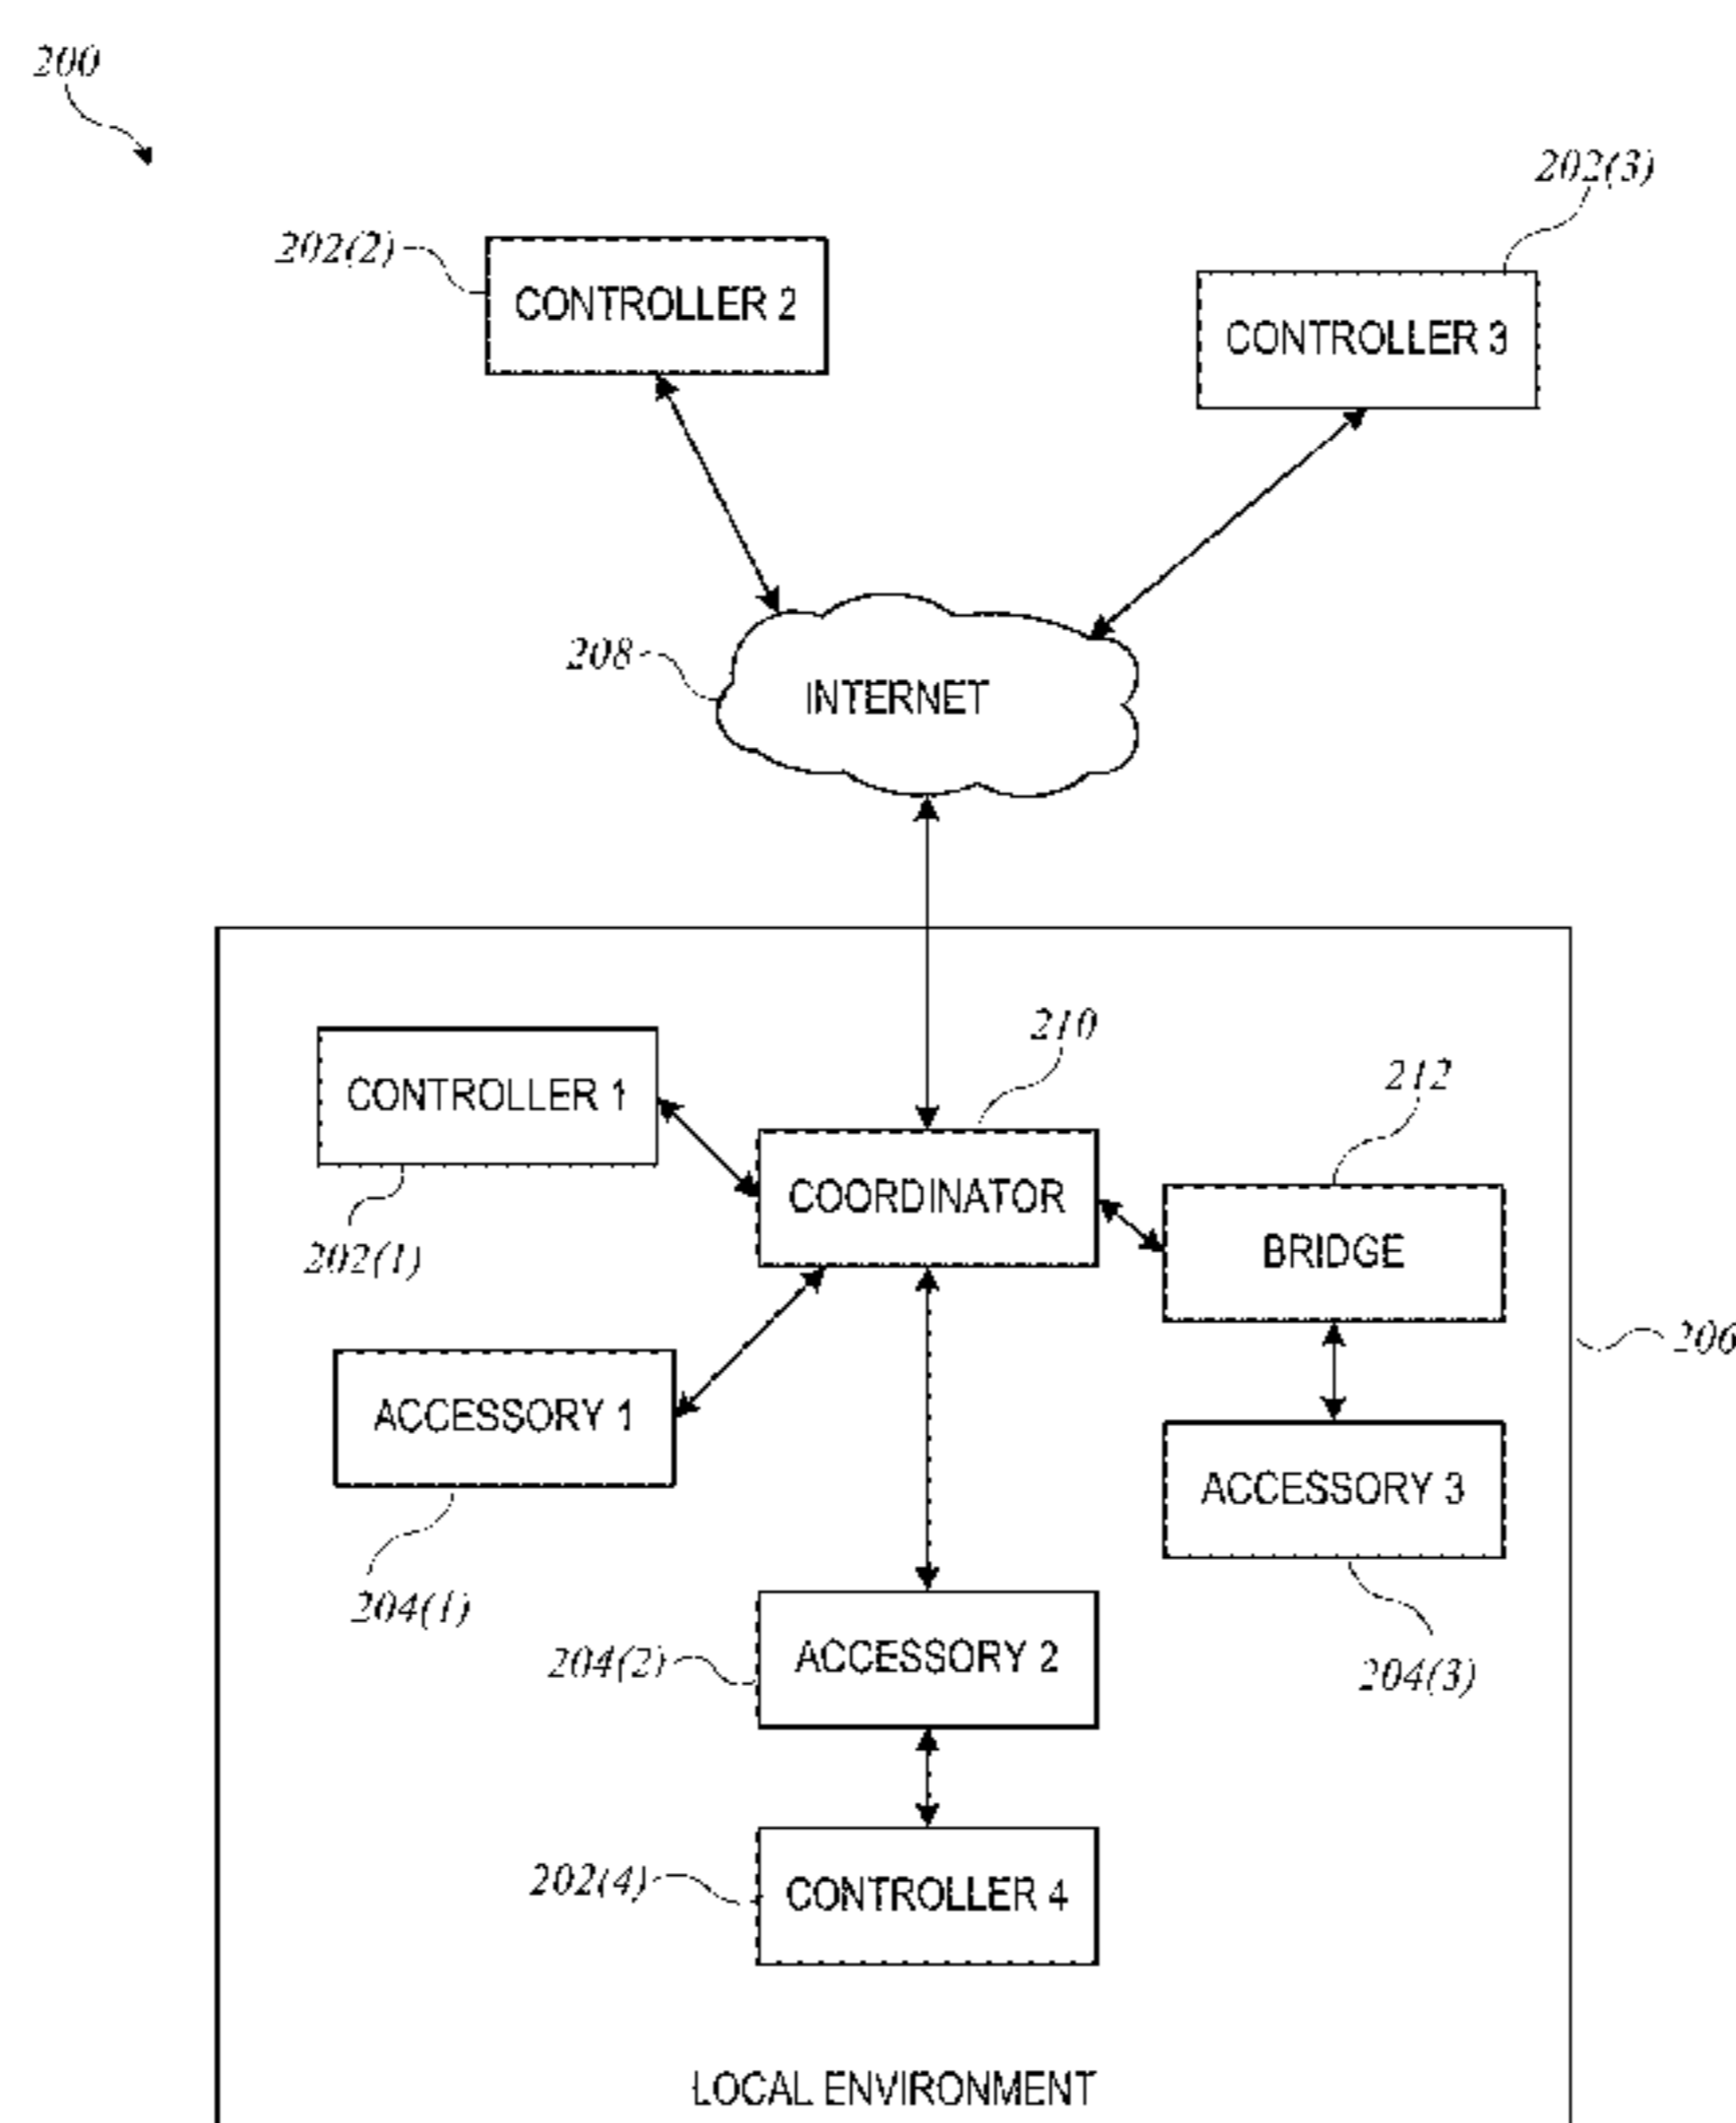 200
202(3)
202(2)
CONTROLLER 2
CONTROLLER 3
208
INTERNET
210
212
CONTROLLER 1
COORDINATOR
BRIDGE
202(1)
206
ACCESSORY 1
ACCESSORY 3
204(1)
204(2)
ACCESSORY 2
204(3)
202(4)
CONTROLLER 4
LOCAL ENVIRONMENT